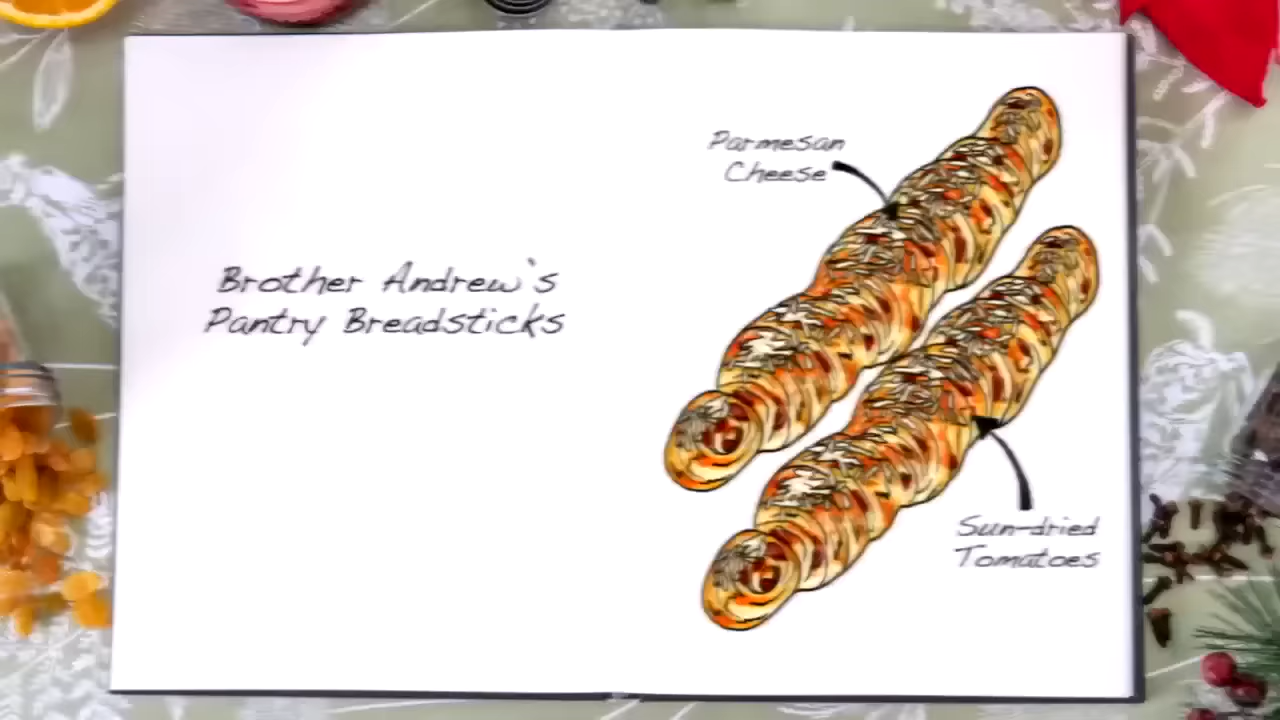 Brother Andrew's
Pantry Breadsticks
Parmesan
Cheese
Sun-dried
Tomatoes